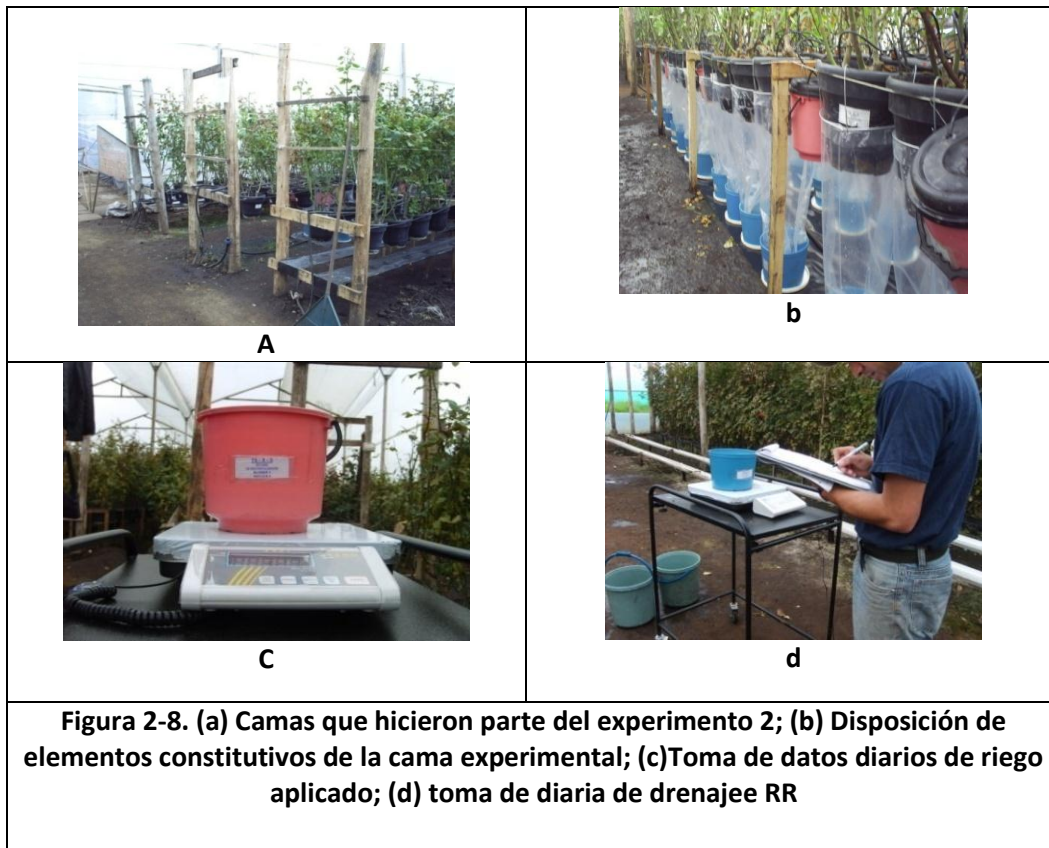 A
b
C
d
Figura 2-8. (a) Camas que hicieron parte del experimento 2; (b) Disposición de
elementos constitutivos de la cama experimental; (c)Toma de datos diarios de riego
aplicado; (d) toma de diaria de drenajee RR